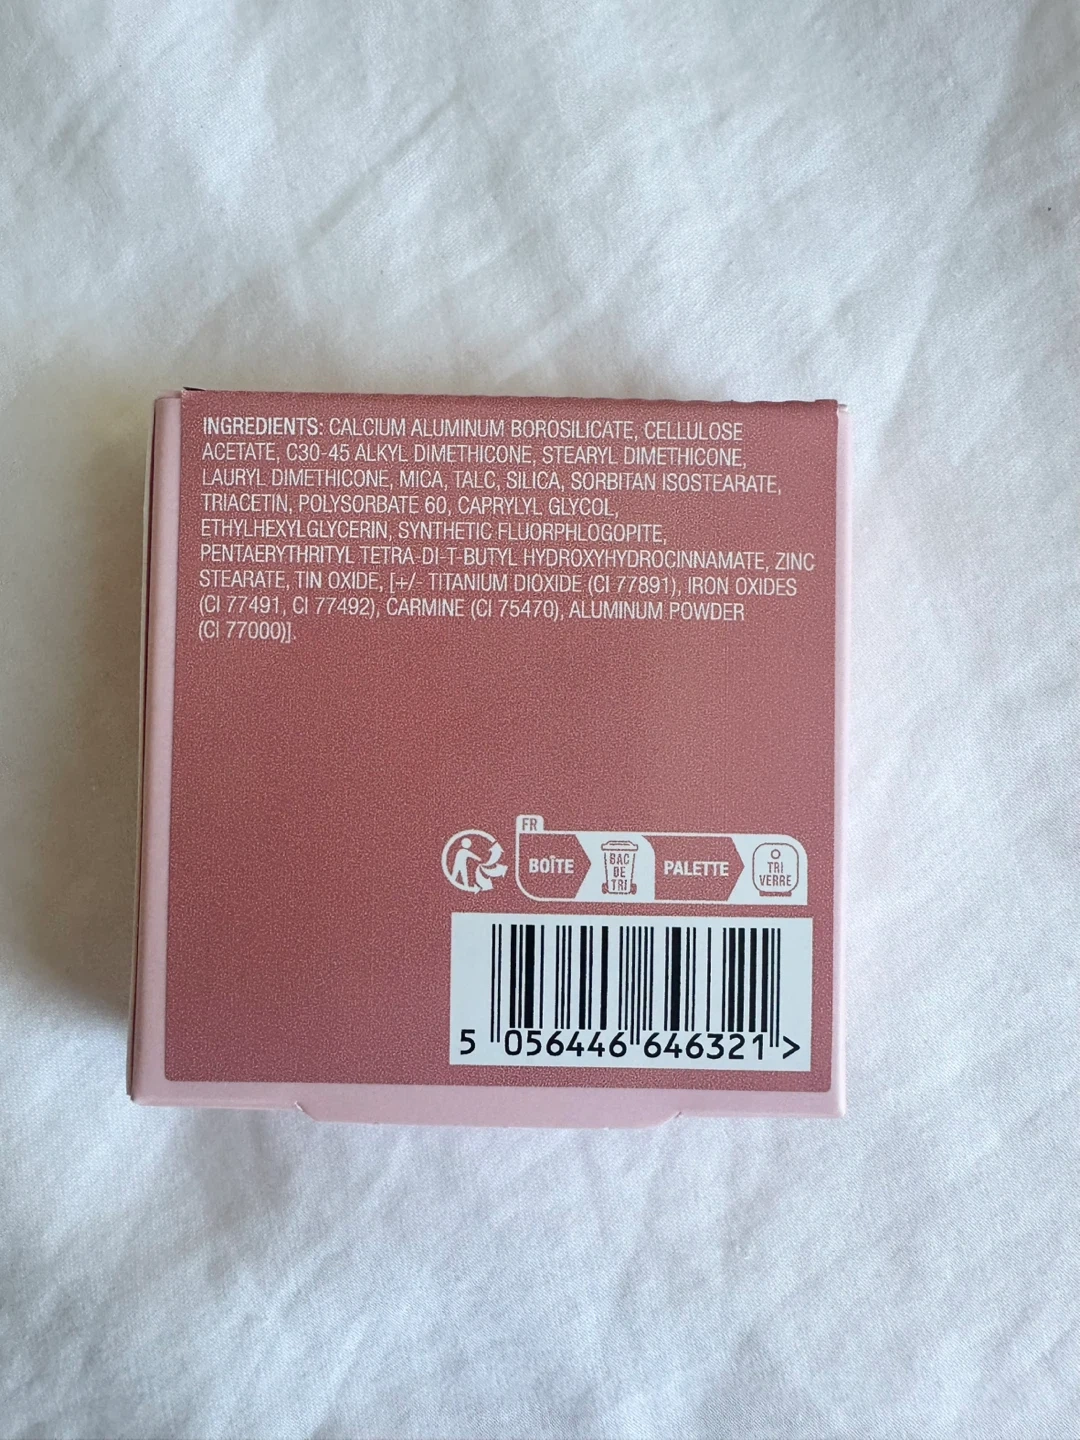 INGREDIENTS: CALCIUM ALUMINUM BOROSILICATE, CELLULOSE
ACETATE, C30-45 ALKYL DIMETHICONE, STEARYL DIMETHICONE,
LAURYL DIMETHICONE, MICA, TALC, SILICA, SORBITAN ISOSTEARATE,
TRIACETIN, POLYSORBATE 60, CAPRYLYL GLYCOL,
ETHYLHEXYLGLYCERIN, SYNTHETIC FLUORPHLOGOPITE,
PENTAERYTHRITYL TETRA-DI-T-BUTYL HYDROXYHYDROCINNAMATE, ZINC
STEARATE, TIN OXIDE, [+/- TITANIUM DIOXIDE (CI 77891), IRON OXIDES
(CI 77491, CI 77492), CARMINE (CI 75470), ALUMINUM POWDER
(CI 77000)].
FR
BOÎTE
BAC
DE
TRI
PALETTE
TRI
VERRE
5 056446 646321 >